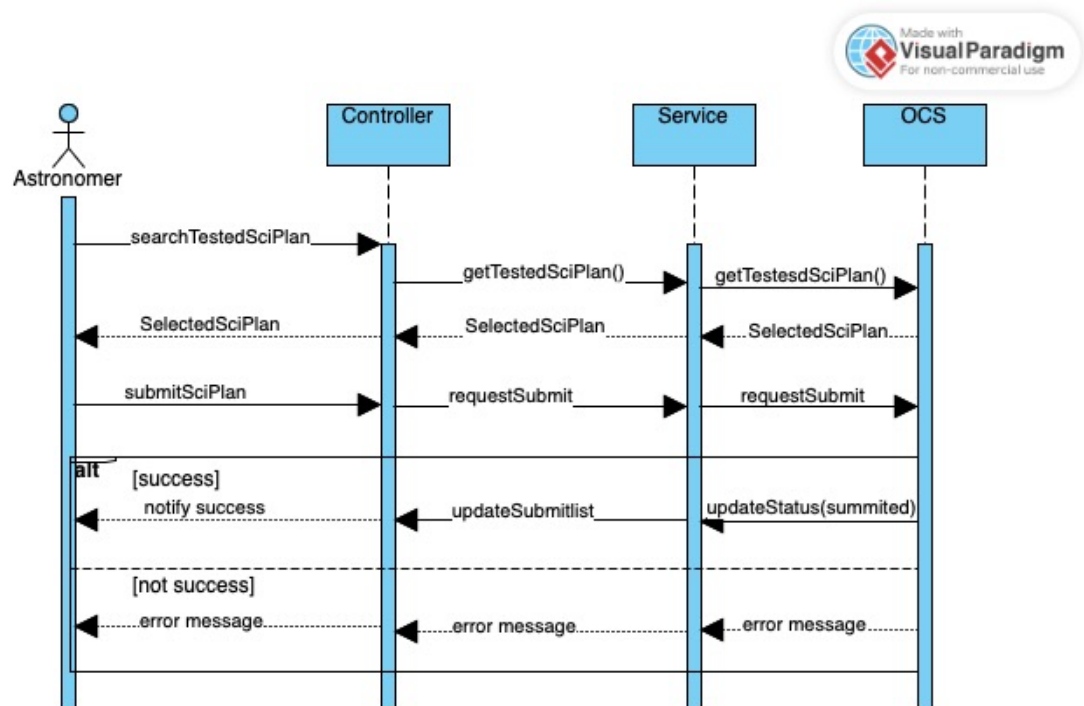 Made with
Visual Paradigm
For non-commercial use
Controller
Service
OCS
Astronomer
searchTestedSciPlan
getTestedSciPlan()
getTestesdSciPlan()
SelectedSciPlan
SelectedSciPlan
SelectedSciPlan
submitSciPlan
requestSubmit
requestSubmit
alt
[success]
notify success
updateSubmitlist
updateStatus(summited)
[not success]
error message
error message
error message